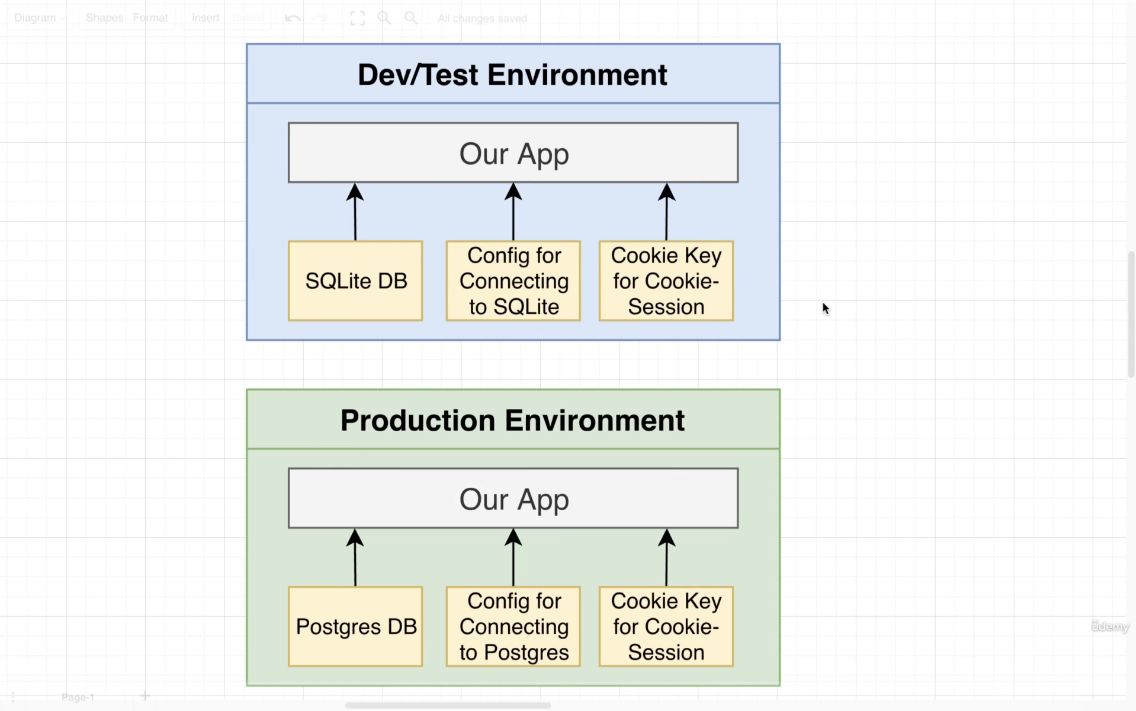 Diagram Shapes Format Insert Delete All changes saved
Dev/Test Environment
Our App
SQLite DB
Config for
Connecting
to SQLite
Cookie Key
for Cookie-
Session
Production Environment
Our App
Postgres DB
Config for
Connecting
to Postgres
Cookie Key
for Cookie-
Session
ûdemy
Page-1